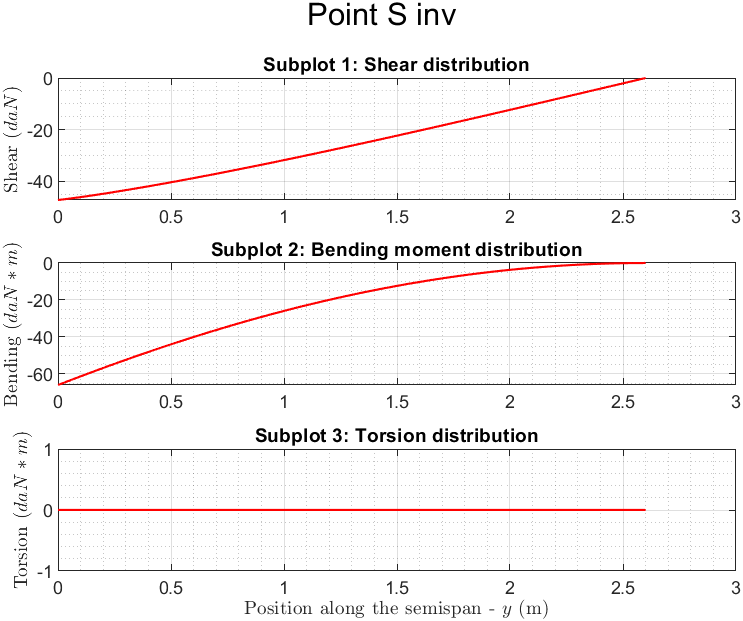 Point S inv
Subplot 1: Shear distribution
Shear (daN)
0
-20
-40
0 0.5 1 1.5 2 2.5 3
Subplot 2: Bending moment distribution
Bending (daN * m)
0
-20
-40
-60
0 0.5 1 1.5 2 2.5 3
Subplot 3: Torsion distribution
Torsion (daN * m)
1
0
-1
0 0.5 1 1.5 2 2.5 3
Position along the semispan - y (m)